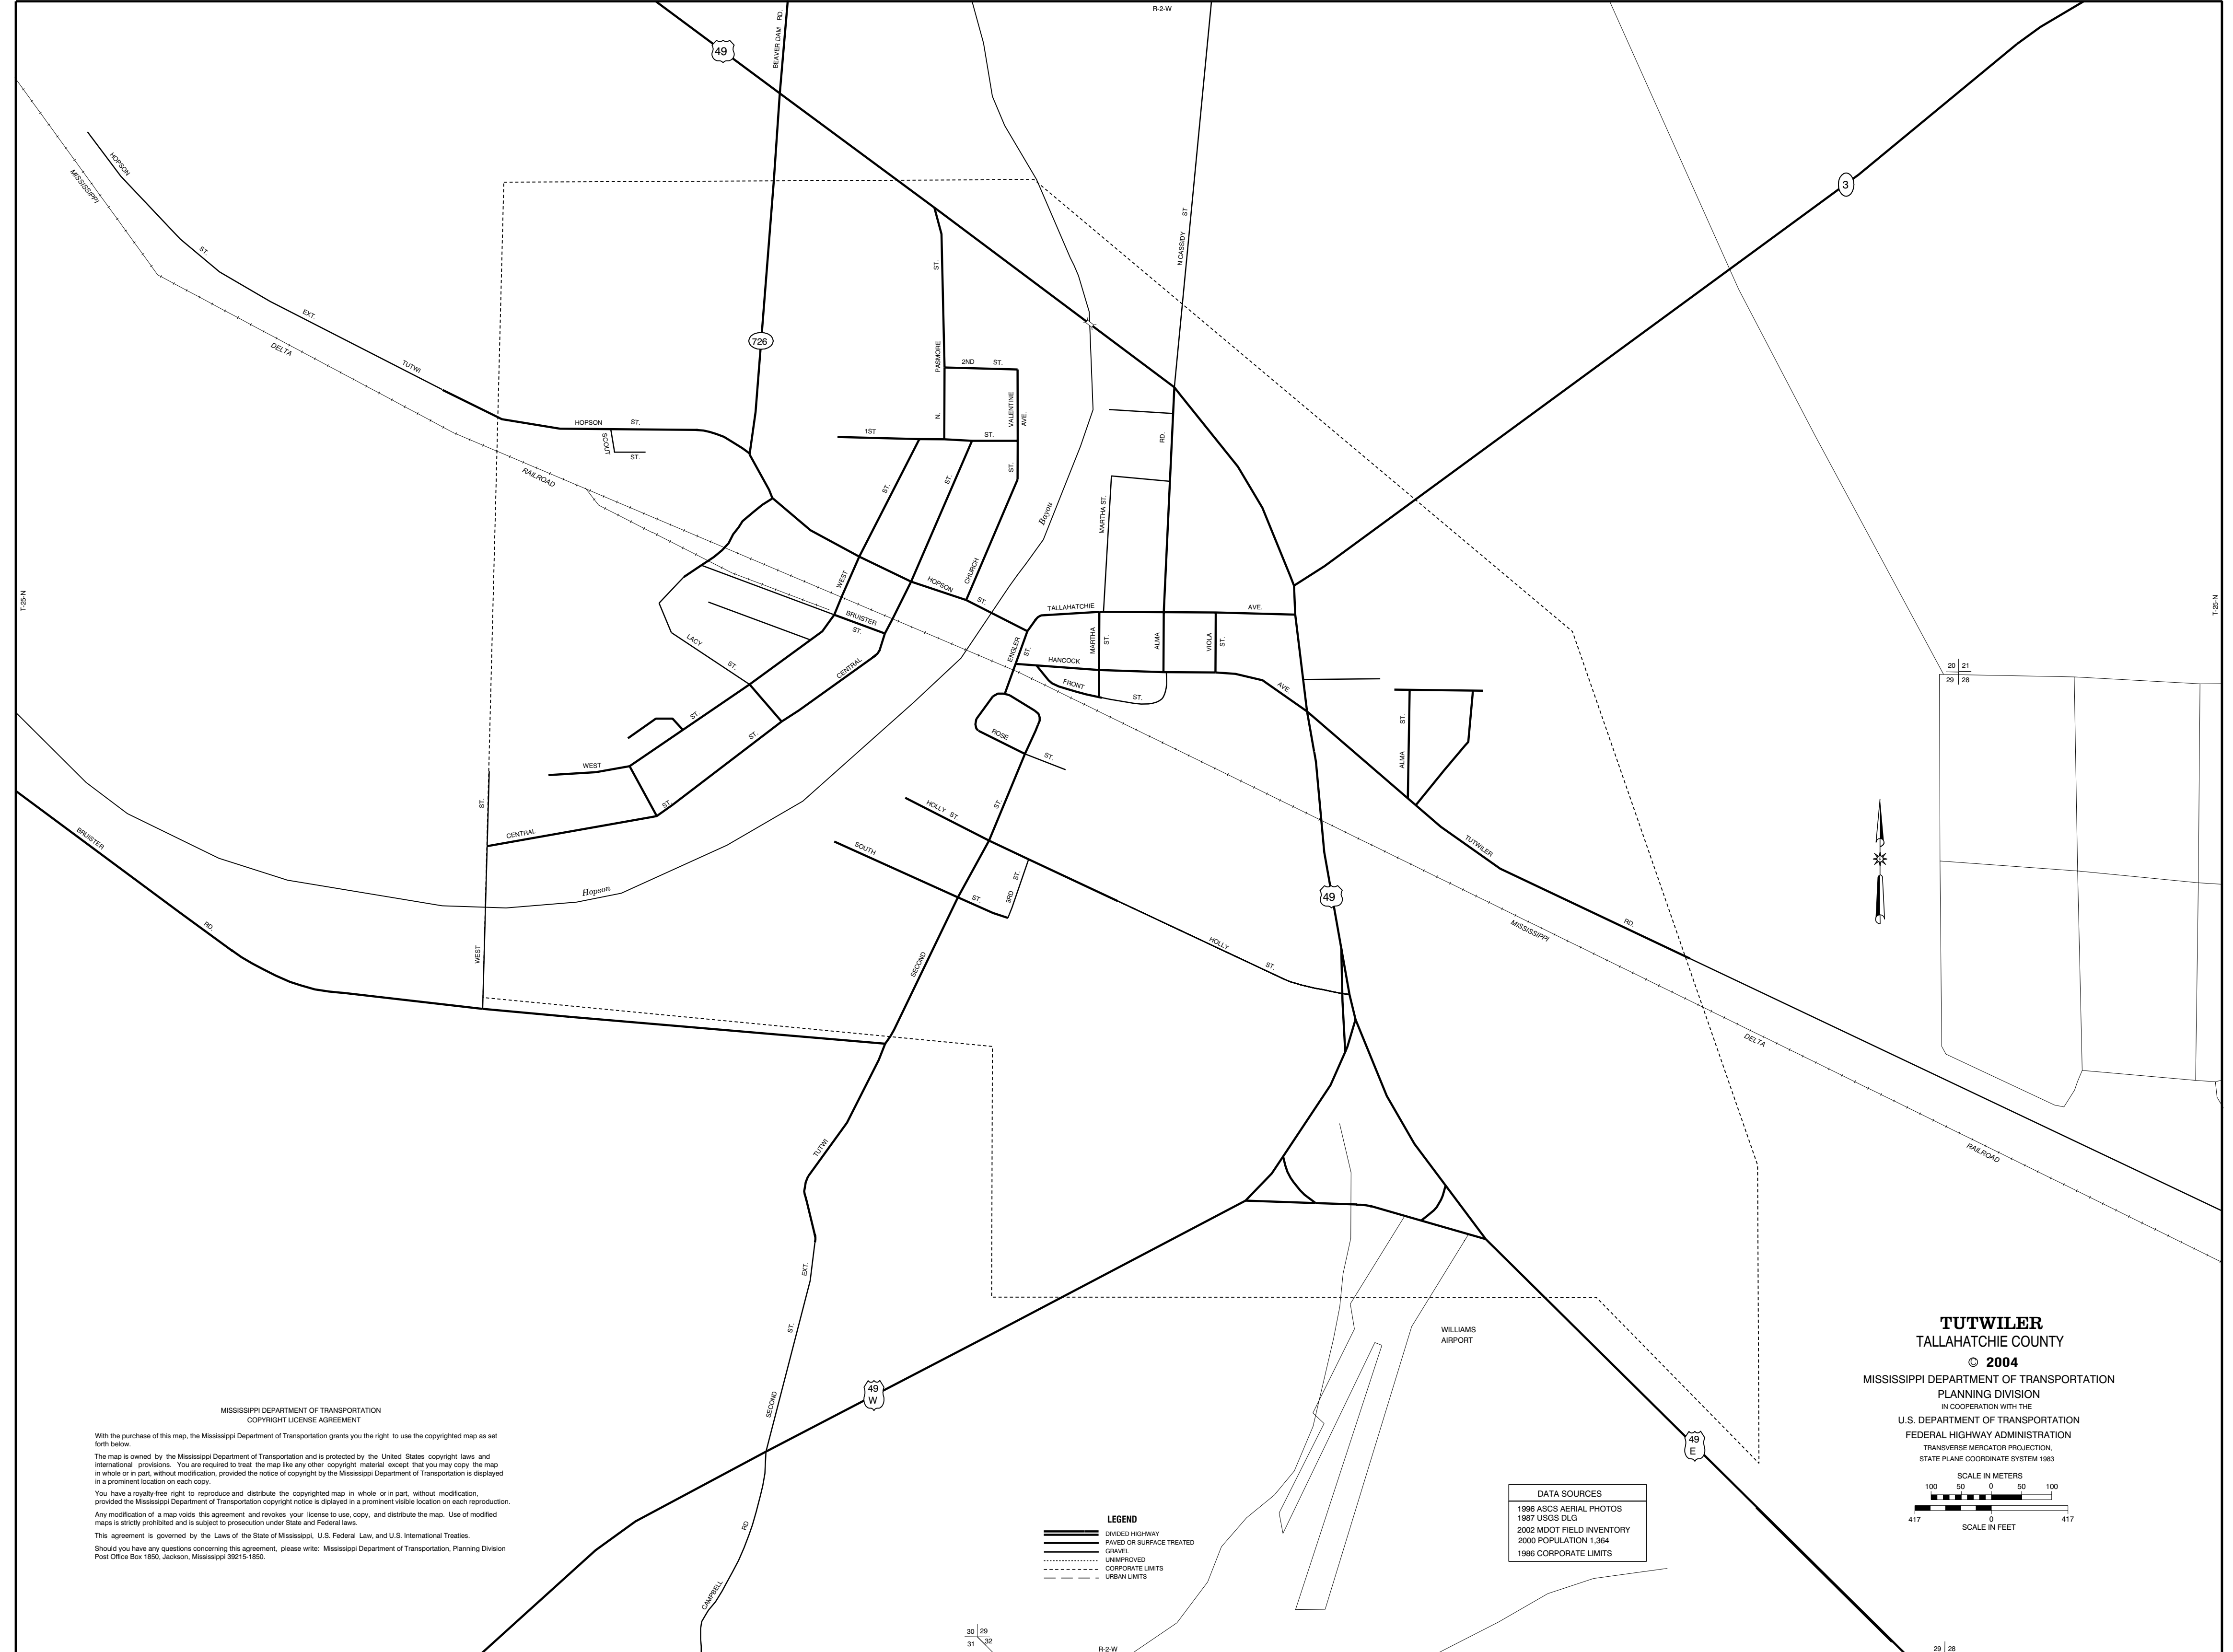 R-2-W
49
BEAVER DAM RD.
3
HOPSON
ST.
EXT.
TUTWI
MISSISSIPPI
DELTA
RAILROAD
N CASSIDY ST
RD.
726
ST.
PASMORE
N.
2ND ST.
VALENTINE
AVE.
ST.
1ST ST.
HOPSON ST.
SCOUT
ST.
ST.
ST.
WEST
CHURCH
HOPSON
ST.
Bayou
MARTHA ST.
T-25-N
T-25-N
BRUISTER
ST.
TALLAHATCHIE AVE.
ENGLER
ST.
MARTHA
ST.
ALMA
VIOLA
ST.
HANCOCK
AVE
FRONT
ST.
LACY
ST.
CENTRAL
ST.
ST.
20 21
29 28
ROSE
ST.
ALMA ST.
WEST
ST.
ST.
CENTRAL
HOLLY ST.
ST.
SOUTH
ST.
3RD ST.
BRUISTER
RD.
Hopson
49
TUTWILER
RD.
MISSISSIPPI
DELTA
RAILROAD
WEST
SECOND
HOLLY
ST
TUTWI
EXT.
ST.
SECOND
RD
CAMPBELL
49
W
49
E
WILLIAMS
AIRPORT
TUTWILER
TALLAHATCHIE COUNTY
© 2004
MISSISSIPPI DEPARTMENT OF TRANSPORTATION
PLANNING DIVISION
IN COOPERATION WITH THE
U.S. DEPARTMENT OF TRANSPORTATION
FEDERAL HIGHWAY ADMINISTRATION
TRANSVERSE MERCATOR PROJECTION,
STATE PLANE COORDINATE SYSTEM 1983
SCALE IN METERS
100 50 0 50 100
417 0 417
SCALE IN FEET
MISSISSIPPI DEPARTMENT OF TRANSPORTATION
COPYRIGHT LICENSE AGREEMENT
With the purchase of this map, the Mississippi Department of Transportation grants you the right to use the copyrighted map as set
forth below.
The map is owned by the Mississippi Department of Transportation and is protected by the United States copyright laws and
international provisions. You are required to treat the map like any other copyright material except that you may copy the map
in whole or in part, without modification, provided the notice of copyright by the Mississippi Department of Transportation is displayed
in a prominent location on each copy.
You have a royalty-free right to reproduce and distribute the copyrighted map in whole or in part, without modification,
provided the Mississippi Department of Transportation copyright notice is diplayed in a prominent visible location on each reproduction.
Any modification of a map voids this agreement and revokes your license to use, copy, and distribute the map. Use of modified
maps is strictly prohibited and is subject to prosecution under State and Federal laws.
This agreement is governed by the Laws of the State of Mississippi, U.S. Federal Law, and U.S. International Treaties.
Should you have any questions concerning this agreement, please write: Mississippi Department of Transportation, Planning Division
Post Office Box 1850, Jackson, Mississippi 39215-1850.
LEGEND
DIVIDED HIGHWAY
PAVED OR SURFACE TREATED
GRAVEL
UNIMPROVED
CORPORATE LIMITS
URBAN LIMITS
DATA SOURCES
1996 ASCS AERIAL PHOTOS
1987 USGS DLG
2002 MDOT FIELD INVENTORY
2000 POPULATION 1,364
1986 CORPORATE LIMITS
30 29
31 32
R-2-W
29 28